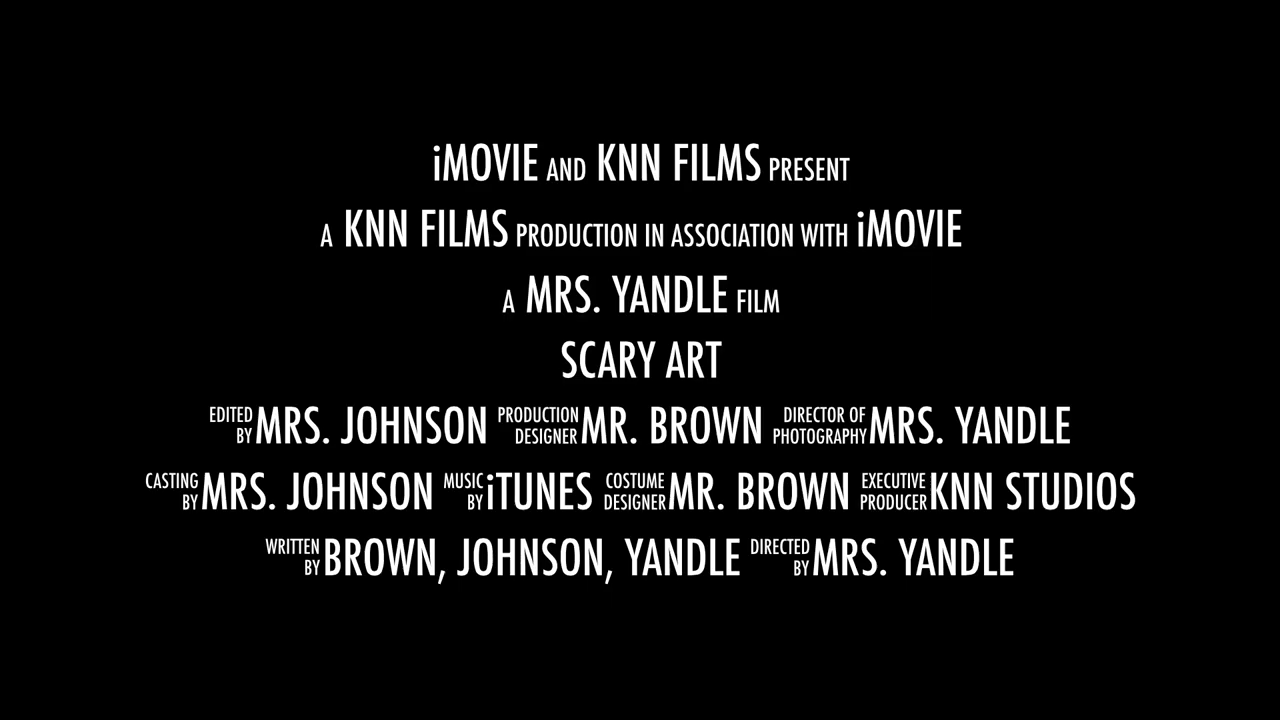 iMOVIE AND KNN FILMS PRESENT
A KNN FILMS PRODUCTION IN ASSOCIATION WITH iMOVIE
A MRS. YANDLE FILM
SCARY ART
EDITED BY MRS. JOHNSON PRODUCTION DESIGNER MR. BROWN DIRECTOR OF PHOTOGRAPHY MRS. YANDLE
CASTING BY MRS. JOHNSON MUSIC BY iTUNES COSTUME DESIGNER MR. BROWN EXECUTIVE PRODUCER KNN STUDIOS
WRITTEN BY BROWN, JOHNSON, YANDLE DIRECTED BY MRS. YANDLE